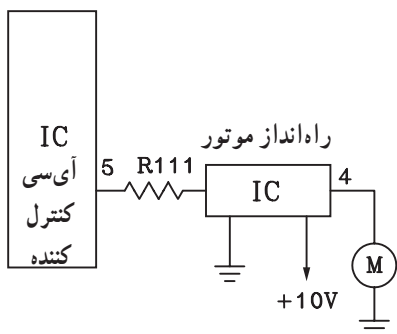 راه‌انداز موتور
IC
آی‌سی
کنترل
کننده
5
R111
IC
4
M
+10V